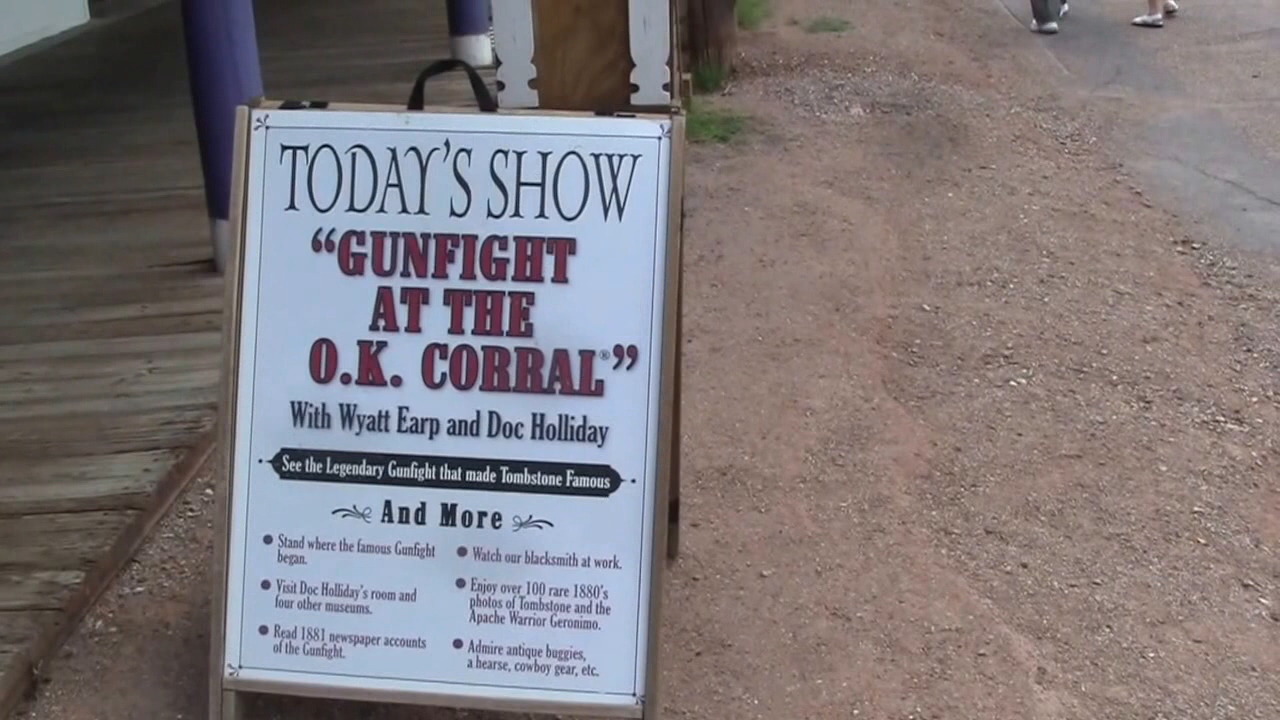 TODAY'S SHOW
“GUNFIGHT
AT THE
O.K. CORRAL®”
With Wyatt Earp and Doc Holliday
See the Legendary Gunfight that made Tombstone Famous
And More
● Stand where the famous Gunfight
began.
● Visit Doc Holliday's room and
four other museums.
● Read 1881 newspaper accounts
of the Gunfight.
● Watch our blacksmith at work.
● Enjoy over 100 rare 1880's
photos of Tombstone and the
Apache Warrior Geronimo.
● Admire antique buggies,
a hearse, cowboy gear, etc.